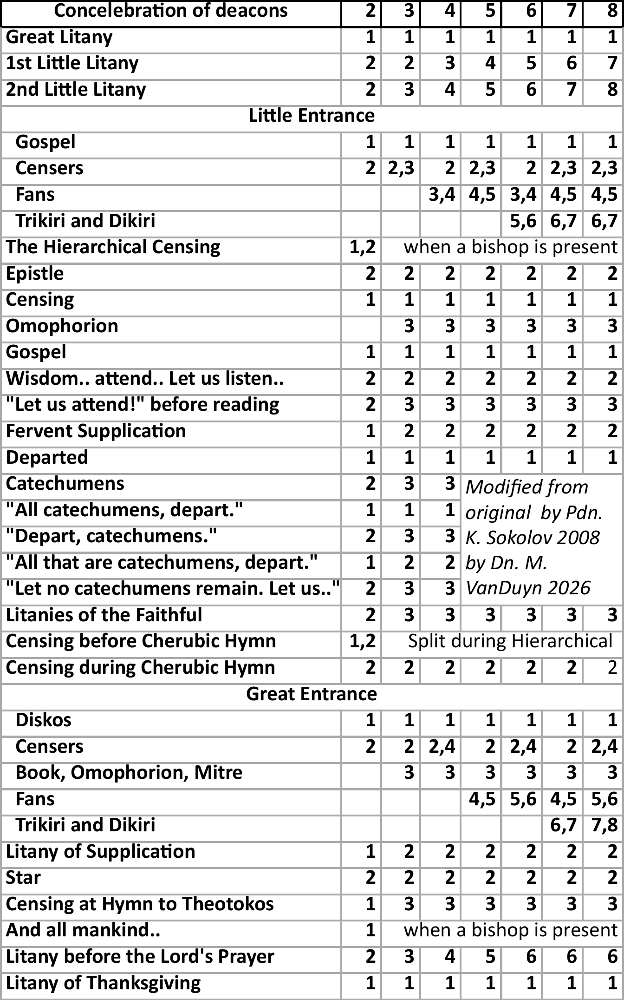 Concelebration of deacons 2 3 4 5 6 7 8
Great Litany 1 1 1 1 1 1 1
1st Little Litany 2 2 3 4 5 6 7
2nd Little Litany 2 3 4 5 6 7 8
Little Entrance
Gospel 1 1 1 1 1 1 1
Censers 2 2,3 2 2,3 2 2,3 2,3
Fans 3,4 4,5 3,4 4,5 4,5
Trikiri and Dikiri 5,6 6,7 6,7
The Hierarchical Censing 1,2 when a bishop is present
Epistle 2 2 2 2 2 2 2
Censing 1 1 1 1 1 1 1
Omophorion 3 3 3 3 3 3
Gospel 1 1 1 1 1 1 1
Wisdom.. attend.. Let us listen.. 2 2 2 2 2 2 2
"Let us attend!" before reading 2 3 3 3 3 3 3
Fervent Supplication 1 2 2 2 2 2 2
Departed 1 1 1 1 1 1 1
Catechumens 2 3 3
"All catechumens, depart." 1 1 1
"Depart, catechumens." 2 3 3
"All that are catechumens, depart." 1 2 2
"Let no catechumens remain. Let us.." 2 3 3
Modified from
original by Pdn.
K. Sokolov 2008
by Dn. M.
VanDuyn 2026
Litanies of the Faithful 2 3 3 3 3 3 3
Censing before Cherubic Hymn 1,2 Split during Hierarchical
Censing during Cherubic Hymn 2 2 2 2 2 2 2
Great Entrance
Diskos 1 1 1 1 1 1 1
Censers 2 2 2,4 2 2,4 2 2,4
Book, Omophorion, Mitre 3 3 3 3 3 3
Fans 4,5 5,6 4,5 5,6
Trikiri and Dikiri 6,7 7,8
Litany of Supplication 1 2 2 2 2 2 2
Star 2 2 2 2 2 2 2
Censing at Hymn to Theotokos 1 3 3 3 3 3 3
And all mankind.. 1 when a bishop is present
Litany before the Lord's Prayer 2 3 4 5 6 6 6
Litany of Thanksgiving 1 1 1 1 1 1 1